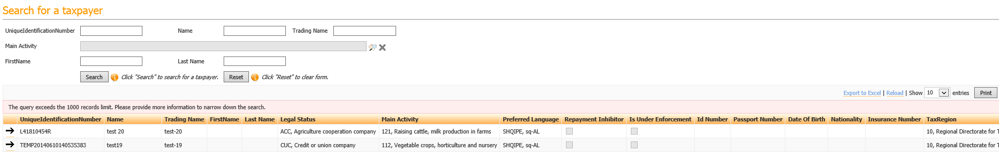 Search for a taxpayer
UniqueIdentificationNumber Name Trading Name
Main Activity
FirstName Last Name
Search Click "Search" to search for a taxpayer. Reset Click "Reset" to clear form.
Export to Excel | Reload | Show 10 entries Print
The query exceeds the 1000 records limit. Please provide more information to narrow down the search.
UniqueIdentificationNumber Name Trading Name FirstName Last Name Legal Status Main Activity Preferred Language Repayment Inhibitor Is Under Enforcement Id Number Passport Number Date Of Birth Nationality Insurance Number TaxRegion
L41810454R test 20 test-20 ACC, Agriculture cooperation company 121, Raising cattle, milk production in farms SHQIPE, sq-AL 10, Regional Directorate for T
TEMP20140610140535383 test19 test-19 CUC, Credit or union company 112, Vegetable crops, horticulture and nursery SHQIPE, sq-AL 10, Regional Directorate for T